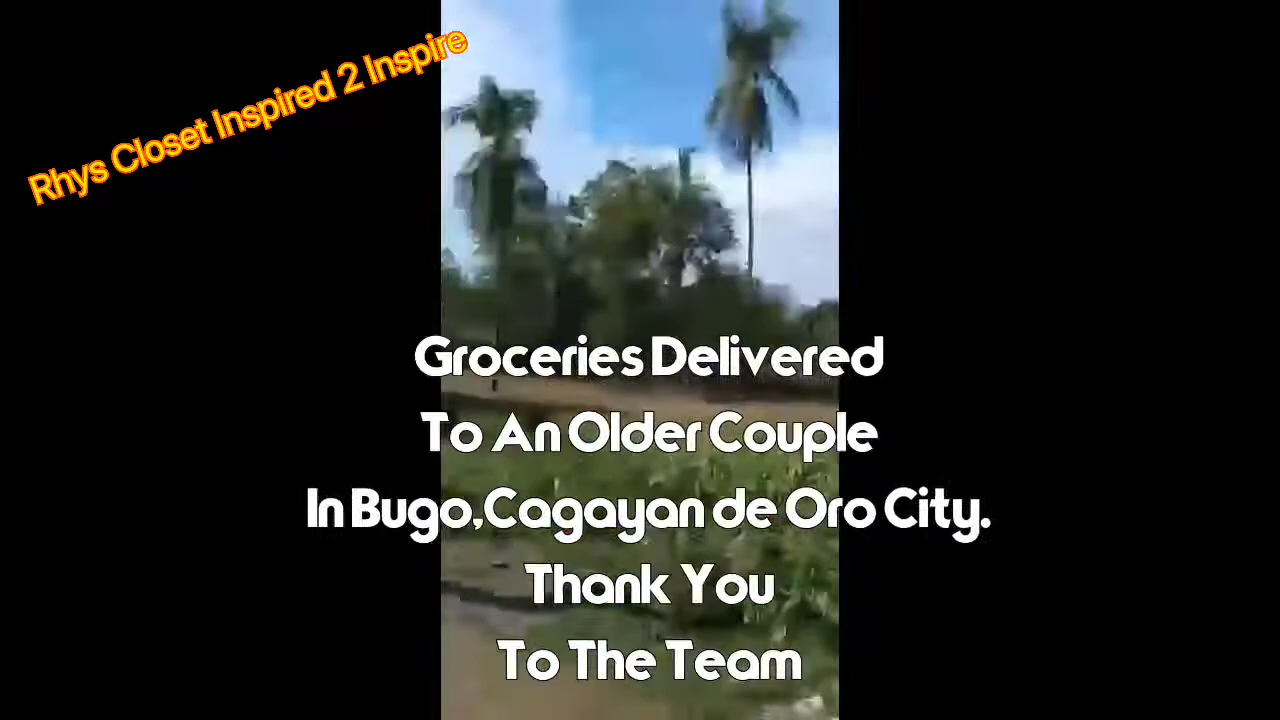 Rhys Closet Inspired 2 Inspire
Groceries Delivered
To An Older Couple
In Bugo,Cagayan de Oro City.
Thank You
To The Team